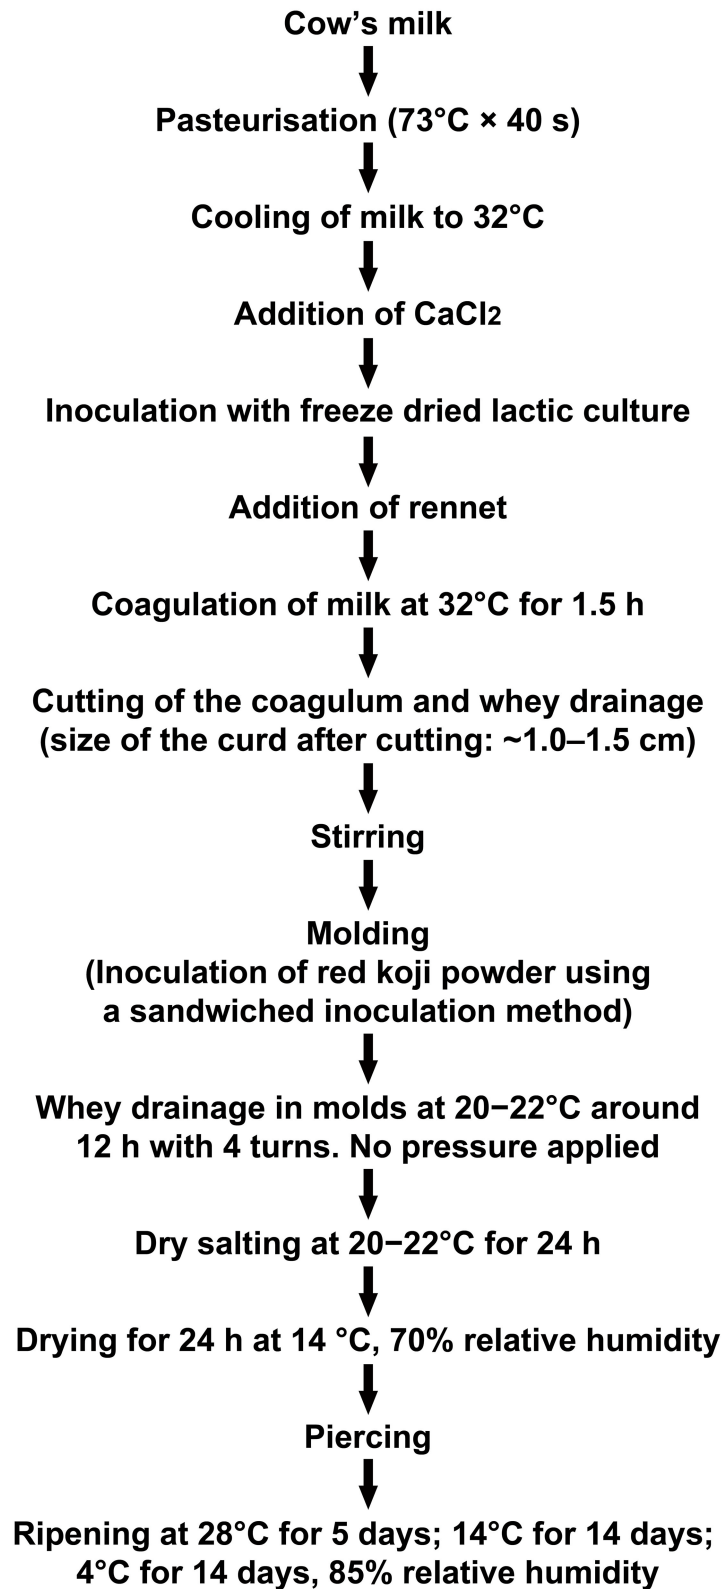 Cow’s milk
Pasteurisation (73°C × 40 s)
Cooling of milk to 32°C
Addition of CaCl2
Inoculation with freeze dried lactic culture
Addition of rennet
Coagulation of milk at 32°C for 1.5 h
Cutting of the coagulum and whey drainage
(size of the curd after cutting: ~1.0–1.5 cm)
Stirring
Molding
(Inoculation of red koji powder using
a sandwiched inoculation method)
Whey drainage in molds at 20−22°C around
12 h with 4 turns. No pressure applied
Dry salting at 20−22°C for 24 h
Drying for 24 h at 14 °C, 70% relative humidity
Piercing
Ripening at 28°C for 5 days; 14°C for 14 days;
4°C for 14 days, 85% relative humidity